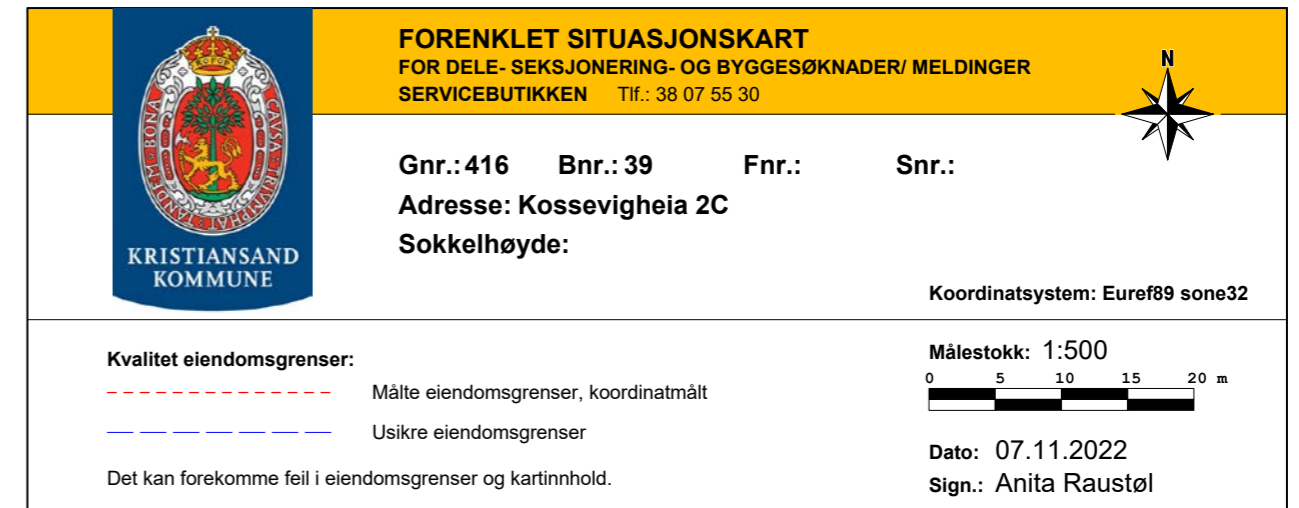 FORENKLET SITUASJONSKART
FOR DELE- SEKSJONERING- OG BYGGESØKNADER/ MELDINGER
SERVICEBUTIKKEN Tlf.: 38 07 55 30
N
Gnr.: 416 Bnr.: 39 Fnr.: Snr.:
Adresse: Kossevigheia 2C
Sokkelhøyde:
KRISTIANSAND
KOMMUNE
Koordinatsystem: Euref89 sone32
Kvalitet eiendomsgrenser:
Målte eiendomsgrenser, koordinatmålt
Usikre eiendomsgrenser
Det kan forekomme feil i eiendomsgrenser og kartinnhold.
Målestokk: 1:500
0 5 10 15 20 m
Dato: 07.11.2022
Sign.: Anita Raustøl